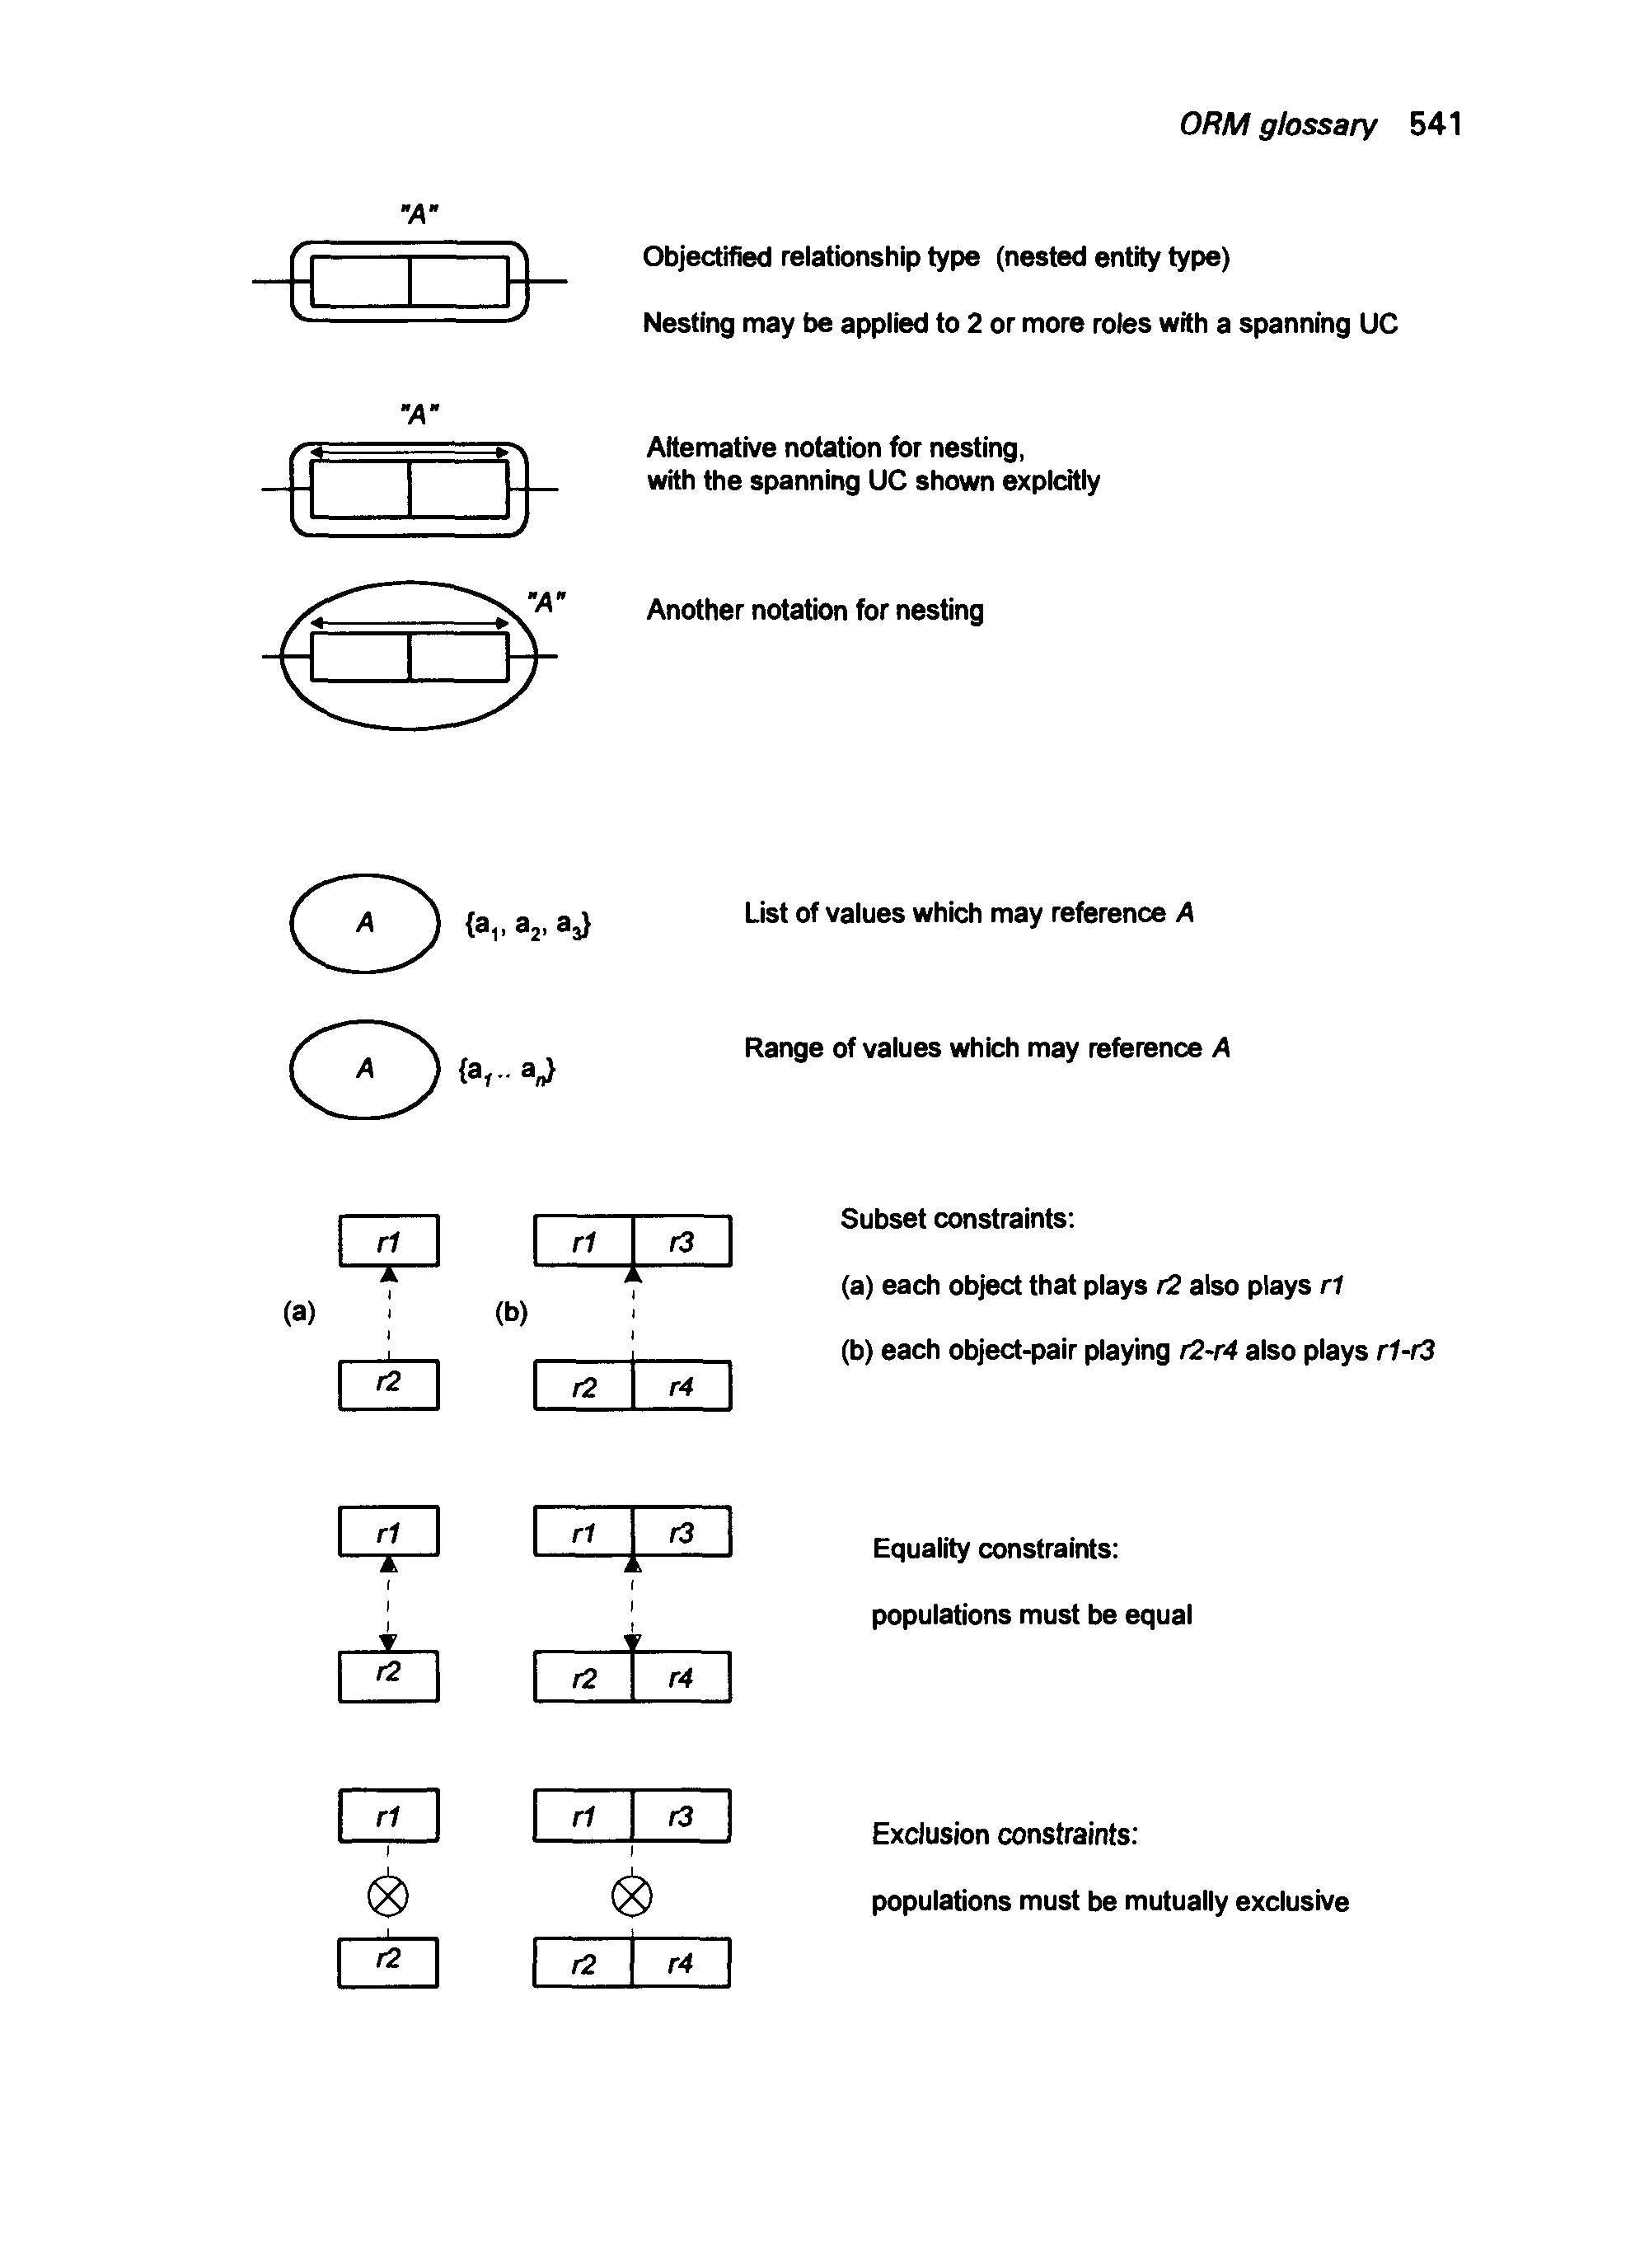 ORM glossary 541
"A"
Objectified relationship type (nested entity type)
Nesting may be applied to 2 or more roles with a spanning UC
"A"
Alternative notation for nesting,
with the spanning UC shown explcitly
"A"
Another notation for nesting
A {a₁, a₂, a₃} List of values which may reference A
A {a₁ .. aₙ} Range of values which may reference A
r1 r1 r3
Subset constraints:
(a) each object that plays r2 also plays r1
(a) (b)
(b) each object-pair playing r2-r4 also plays r1-r3
r2 r2 r4
r1 r1 r3
Equality constraints:
populations must be equal
r2 r2 r4
r1 r1 r3
Exclusion constraints:
populations must be mutually exclusive
r2 r2 r4